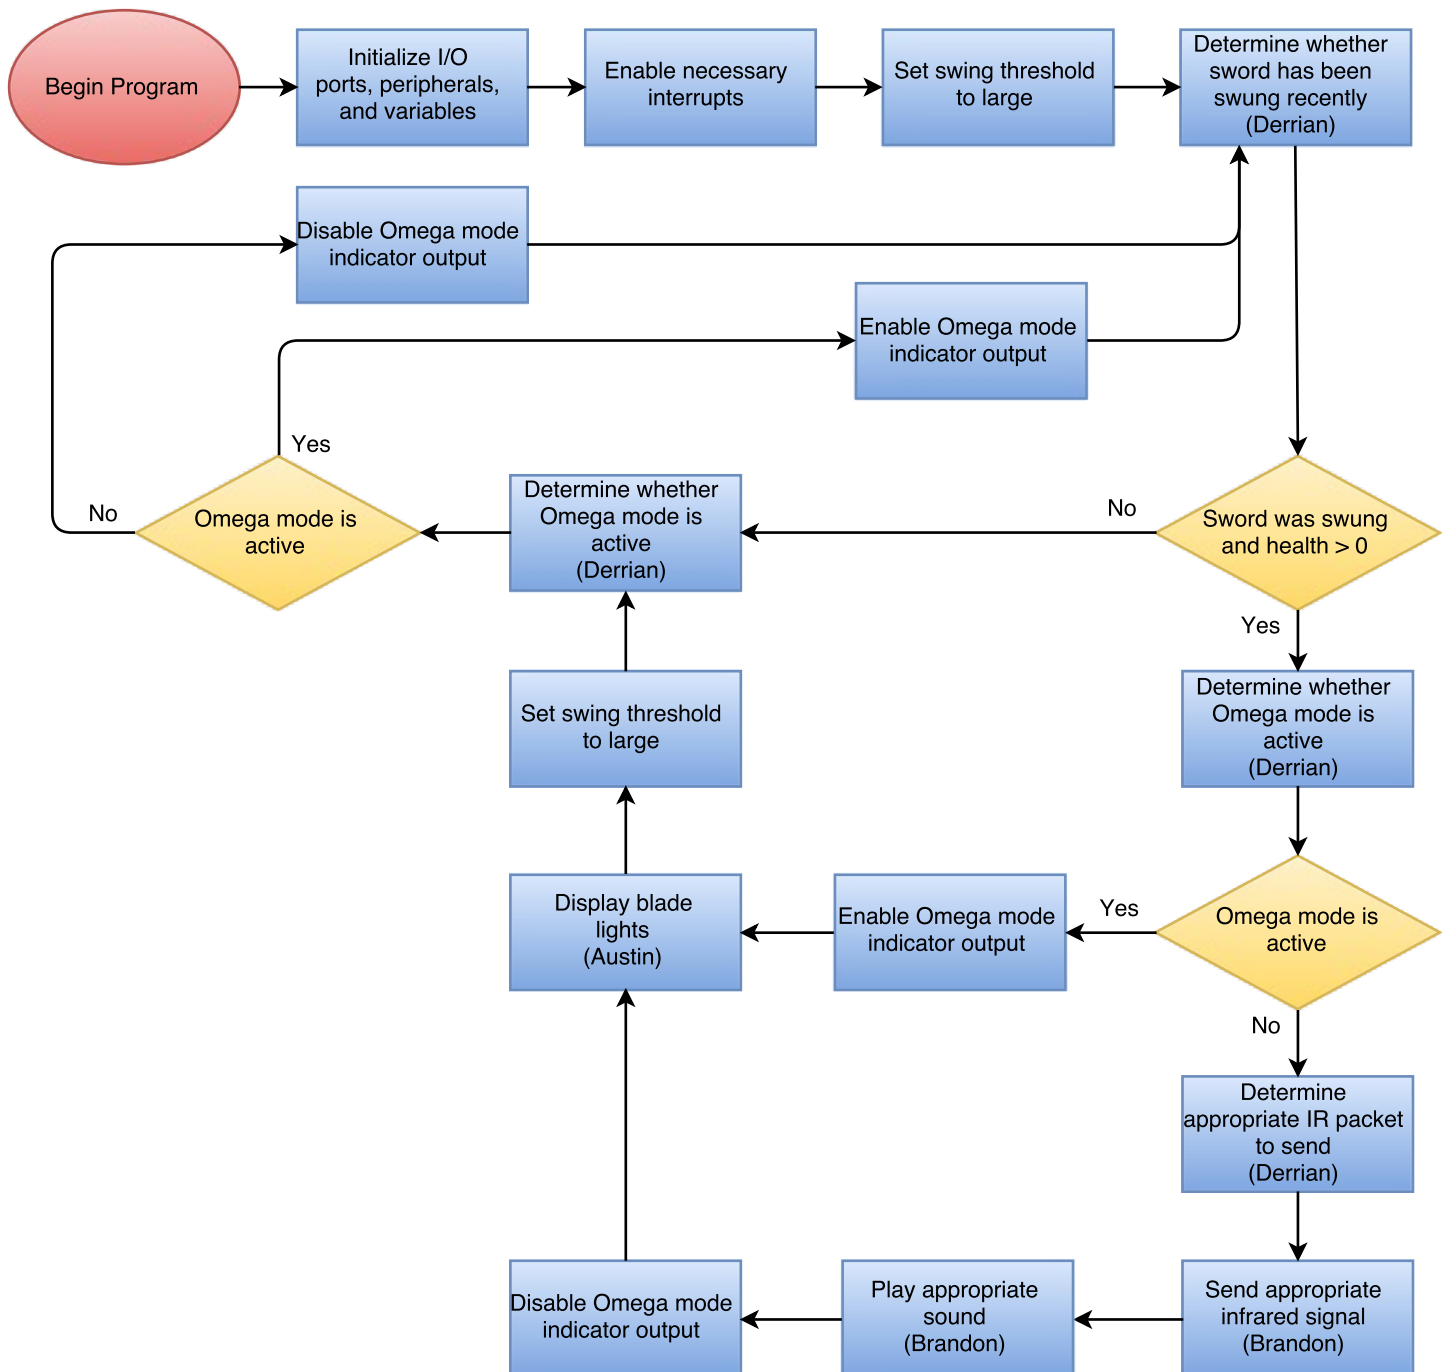 Begin Program
Initialize I/O
ports, peripherals,
and variables
Enable necessary
interrupts
Set swing threshold
to large
Determine whether
sword has been
swung recently
(Derrian)
Disable Omega mode
indicator output
Enable Omega mode
indicator output
Yes
No
Omega mode is
active
Determine whether
Omega mode is
active
(Derrian)
No
Sword was swung
and health > 0
Yes
Set swing threshold
to large
Determine whether
Omega mode is
active
(Derrian)
Display blade
lights
(Austin)
Enable Omega mode
indicator output
Yes
Omega mode is
active
No
Determine
appropriate IR packet
to send
(Derrian)
Disable Omega mode
indicator output
Play appropriate
sound
(Brandon)
Send appropriate
infrared signal
(Brandon)